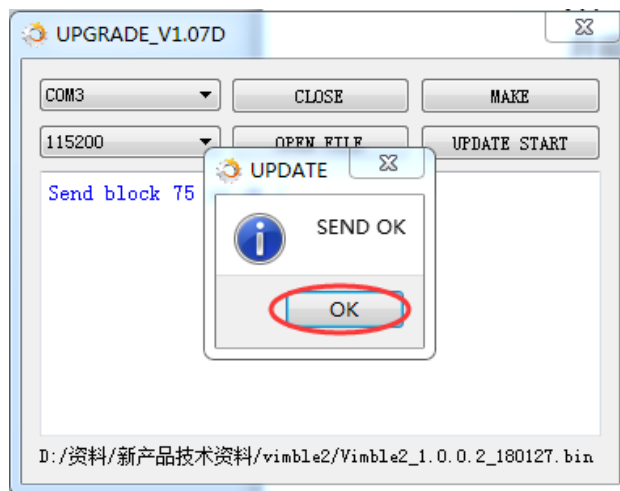 UPGRADE_V1.07D
COM3
CLOSE
MAKE
115200
OPEN FILE
UPDATE START
Send block 75
UPDATE
SEND OK
OK
D:/资料/新产品技术资料/vimble2/Vimble2_1.0.0.2_180127.bin